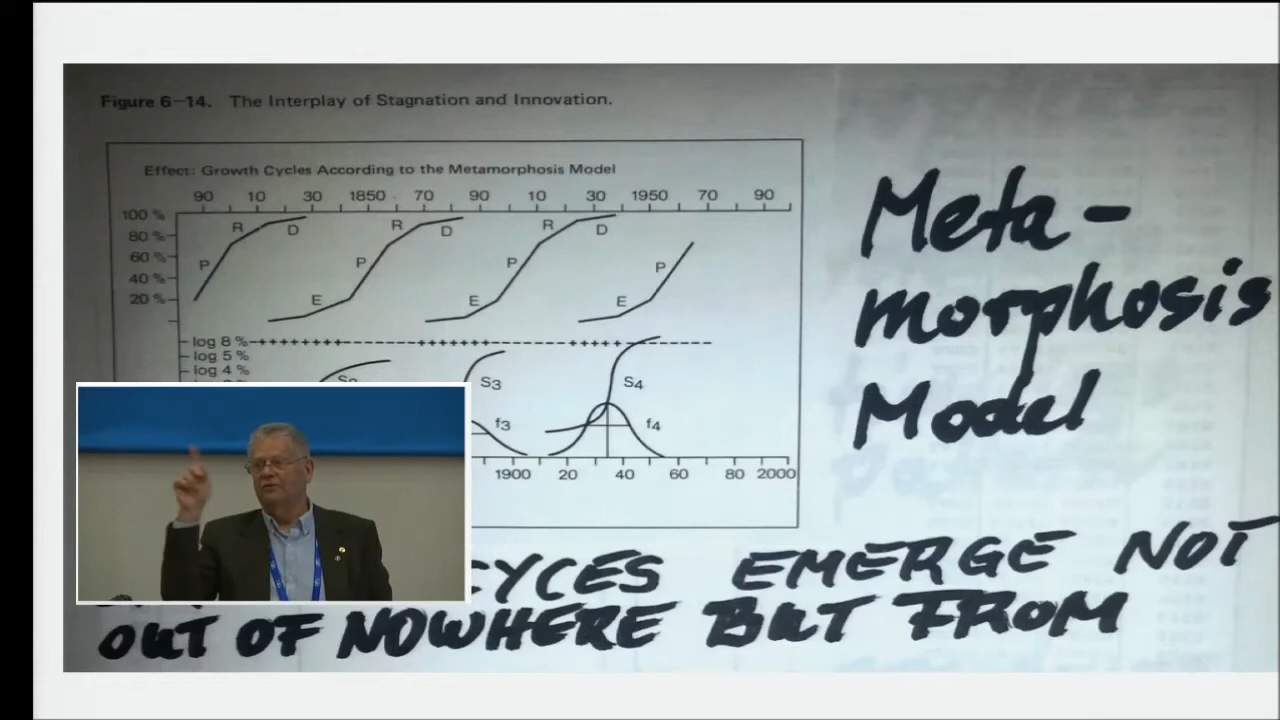 Figure 6-14. The Interplay of Stagnation and Innovation.
Effect: Growth Cycles According to the Metamorphosis Model
90 10 30 1850 70 90 10 30 1950 70 90
100 %
80 %
60 %
40 %
20 %
R D R D R D
P P P P
E E E
log 8 %
log 5 %
log 4 %
S3 S4
f3 f4
1900 20 40 60 80 2000
Meta-
morphosis
Model
CYCES EMERGE NOT
OUT OF NOWHERE BUT FROM